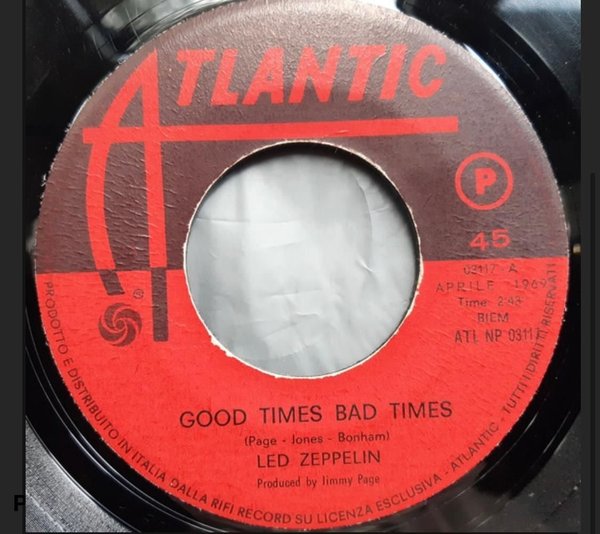 ATLANTIC
P
45
03117 A
APRILE 1969
Time: 2:43
BIEM
ATL NP 03117
GOOD TIMES BAD TIMES
(Page - Jones - Bonham)
LED ZEPPELIN
Produced by Jimmy Page
PRODOTTO E DISTRIBUITO IN ITALIA DALLA RIFI RECORD SU LICENZA ESCLUSIVA - ATLANTIC - TUTTI I DIRITTI RISERVATI